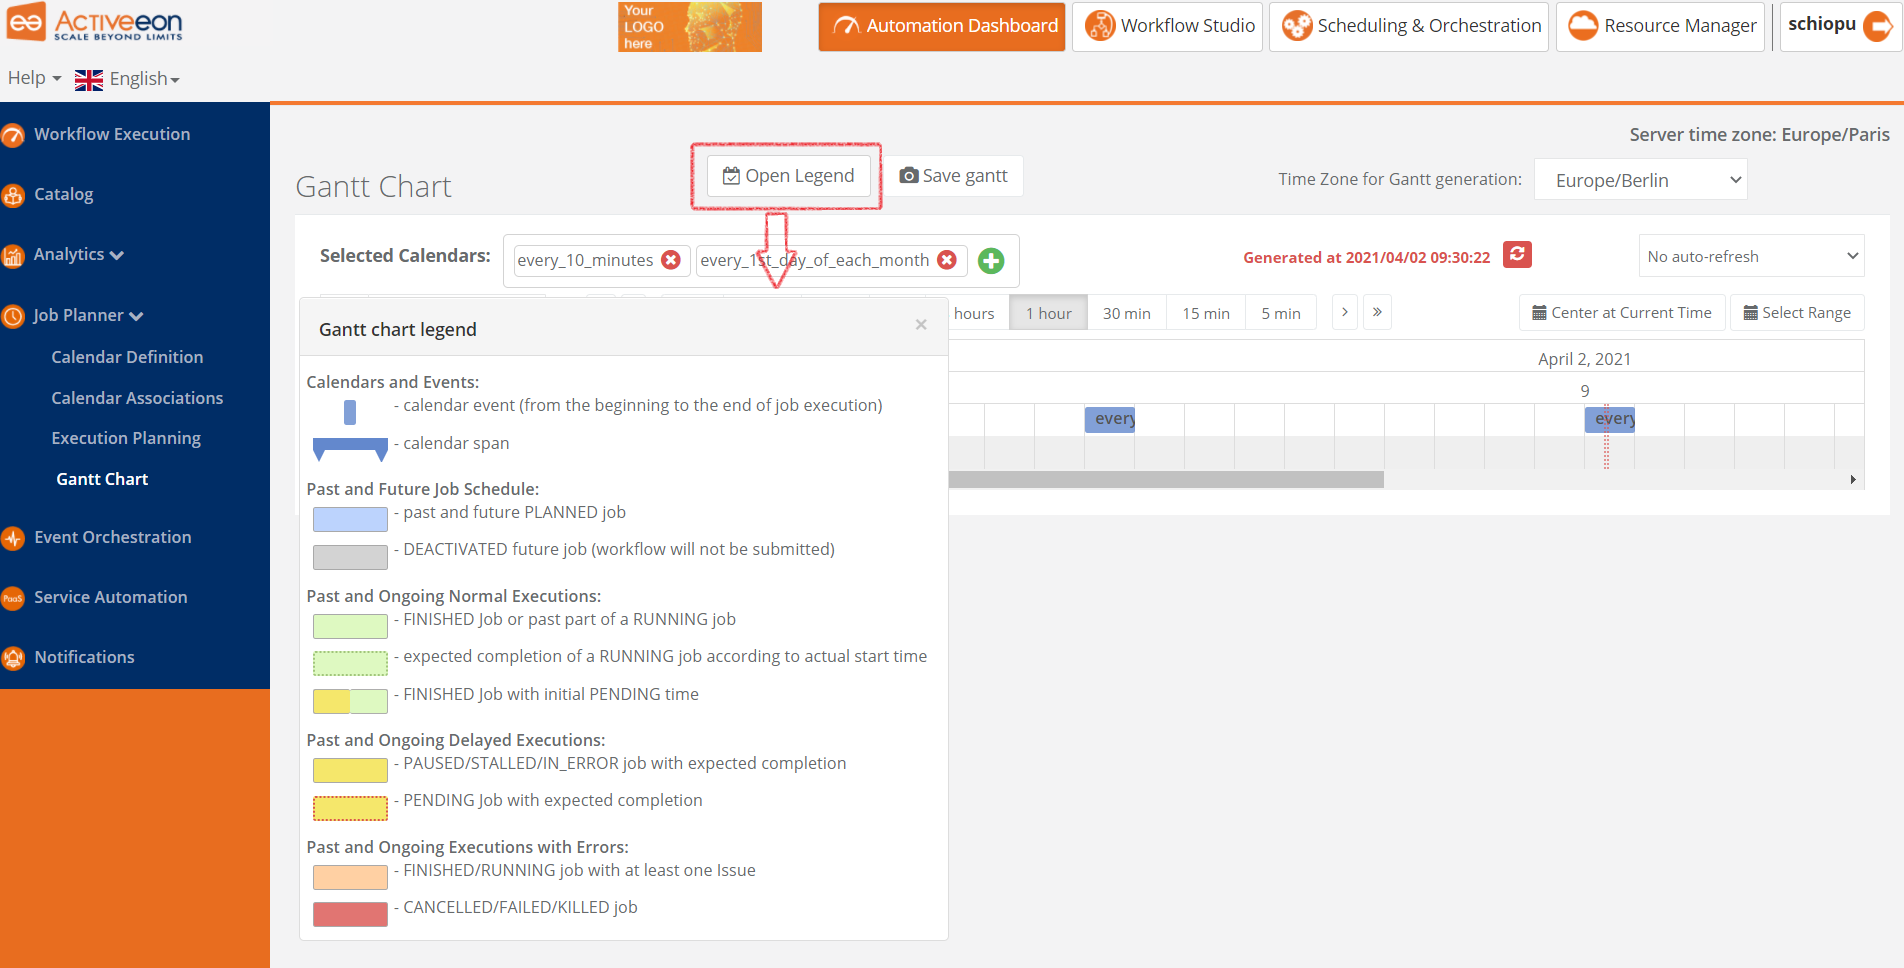 Activeeon
SCALE BEYOND LIMITS
Your
LOGO
here
Automation Dashboard
Workflow Studio
Scheduling & Orchestration
Resource Manager
schiopu
Help
English
Workflow Execution
Catalog
Analytics
Job Planner
Calendar Definition
Calendar Associations
Execution Planning
Gantt Chart
Event Orchestration
PaaS
Service Automation
Notifications
Server time zone: Europe/Paris
Gantt Chart
Open Legend
Save gantt
Time Zone for Gantt generation:
Europe/Berlin
Selected Calendars:
every_10_minutes
every_1st_day_of_each_month
Generated at 2021/04/02 09:30:22
No auto-refresh
hours
1 hour
30 min
15 min
5 min
Center at Current Time
Select Range
April 2, 2021
9
every
every
Gantt chart legend
Calendars and Events:
- calendar event (from the beginning to the end of job execution)
- calendar span
Past and Future Job Schedule:
- past and future PLANNED job
- DEACTIVATED future job (workflow will not be submitted)
Past and Ongoing Normal Executions:
- FINISHED Job or past part of a RUNNING job
- expected completion of a RUNNING job according to actual start time
- FINISHED Job with initial PENDING time
Past and Ongoing Delayed Executions:
- PAUSED/STALLED/IN_ERROR job with expected completion
- PENDING Job with expected completion
Past and Ongoing Executions with Errors:
- FINISHED/RUNNING job with at least one Issue
- CANCELLED/FAILED/KILLED job